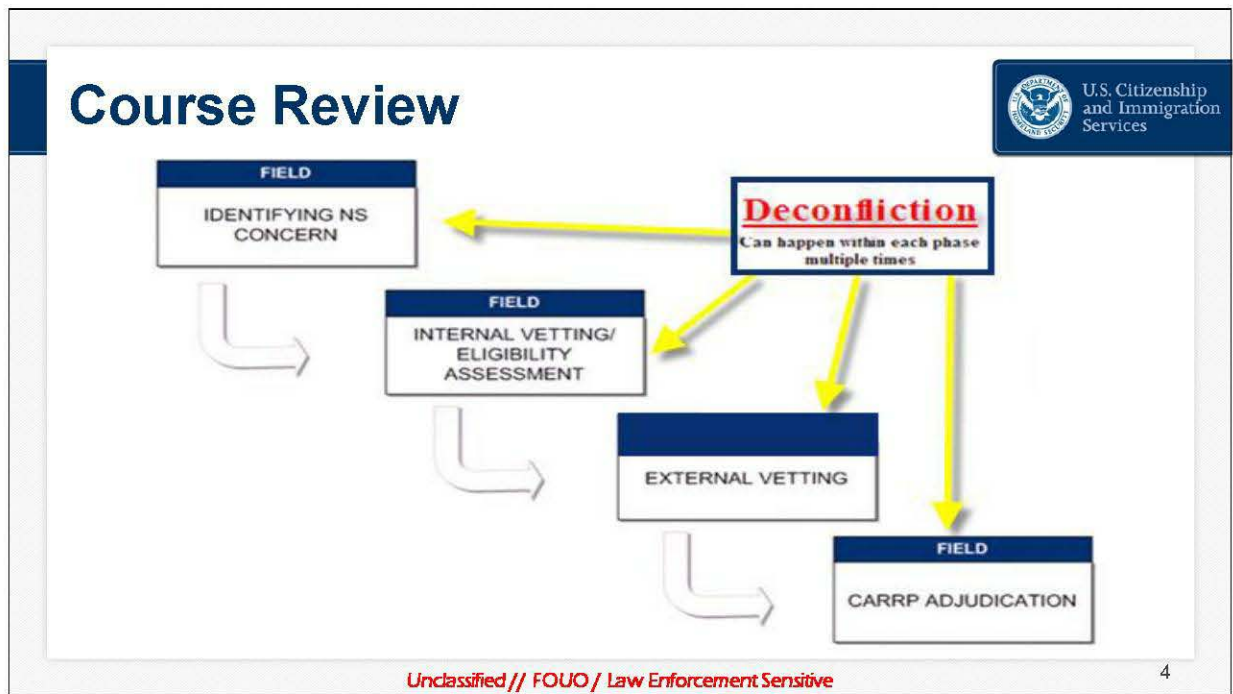 Course Review
U.S. Citizenship
and Immigration
Services
FIELD
IDENTIFYING NS
CONCERN
Deconfliction
Can happen within each phase
multiple times
FIELD
INTERNAL VETTING/
ELIGIBILITY
ASSESSMENT
EXTERNAL VETTING
FIELD
CARRP ADJUDICATION
Unclassified // FOUO / Law Enforcement Sensitive
4